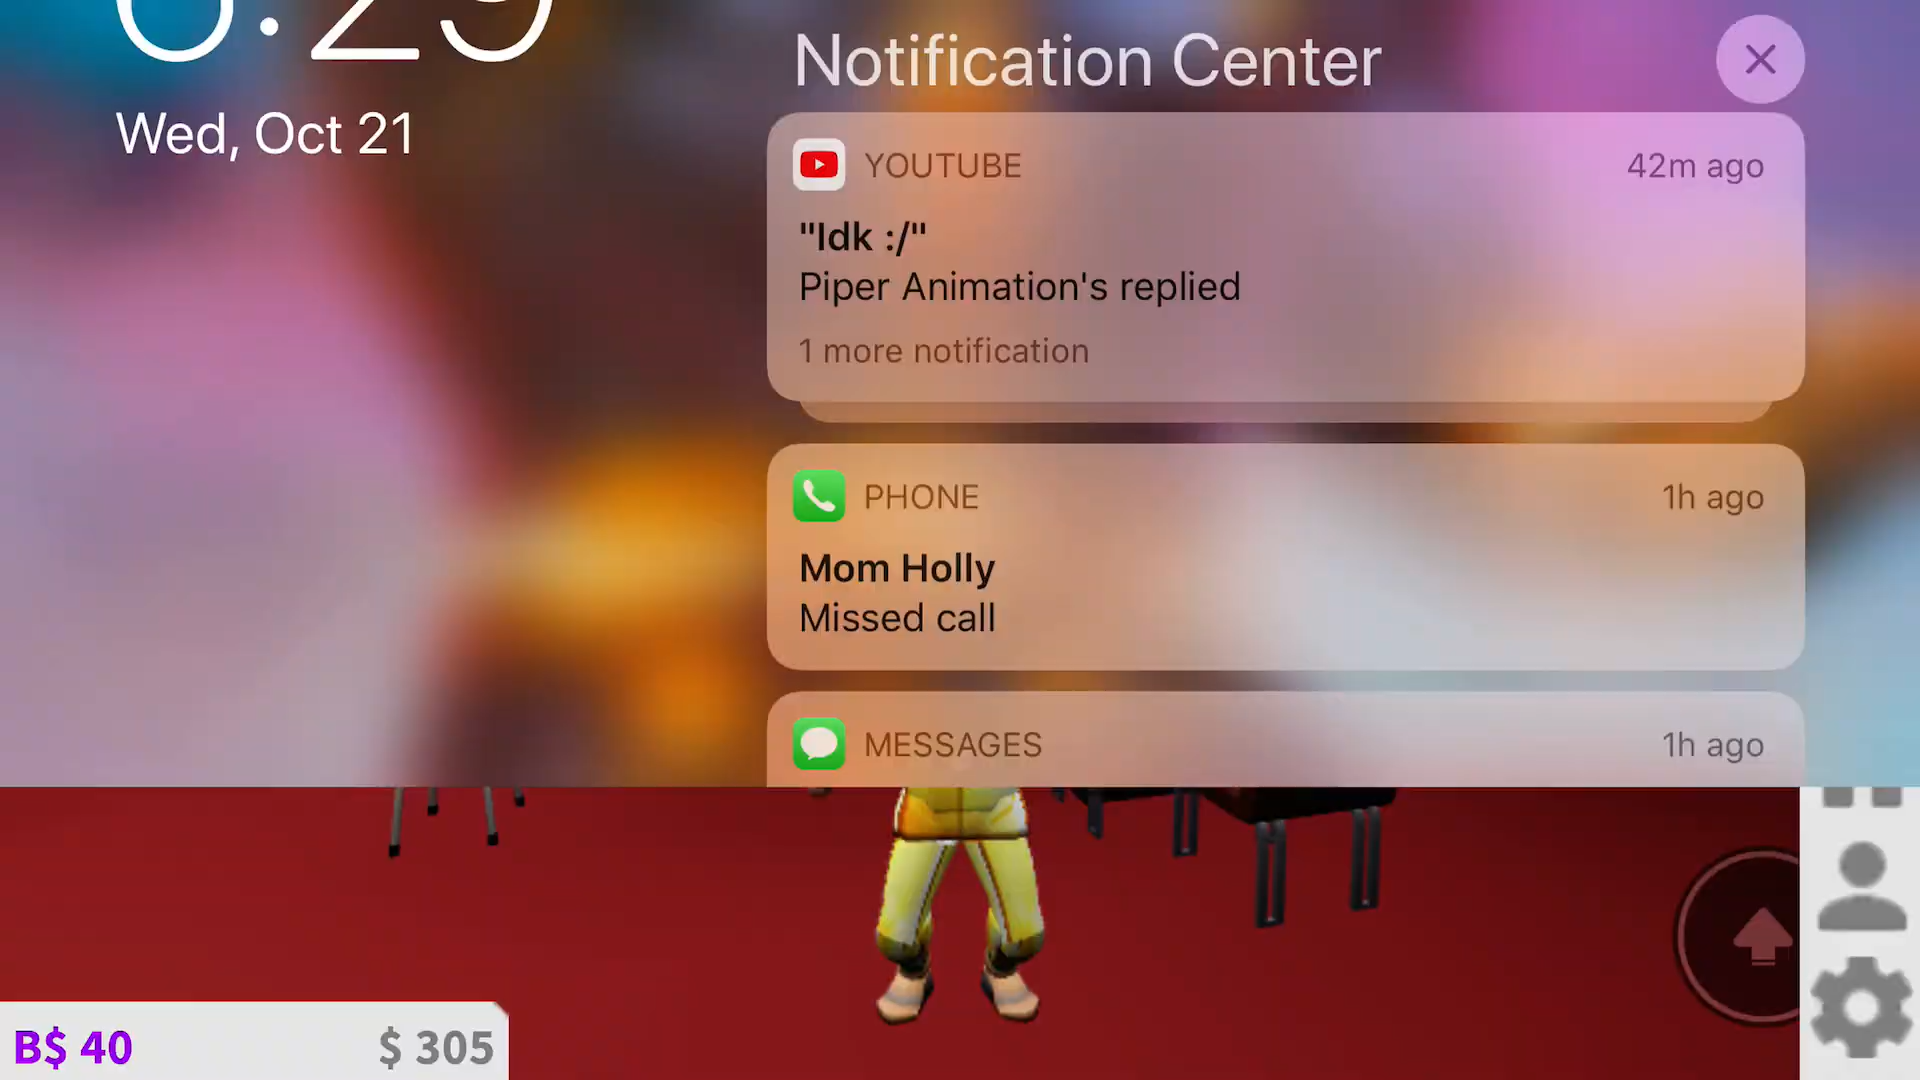 Wed, Oct 21
Notification Center
YOUTUBE 42m ago
"Idk :/"
Piper Animation's replied
1 more notification
PHONE 1h ago
Mom Holly
Missed call
MESSAGES 1h ago
B$ 40 $ 305